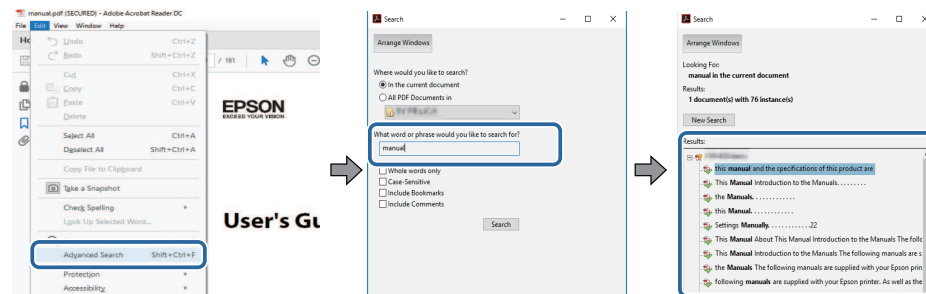 manual.pdf (SECURED) - Adobe Acrobat Reader DC
File Edit View Window Help
Undo Ctrl+Z
Redo Shift+Ctrl+Z
Cut Ctrl+X
Copy Ctrl+C
Paste Ctrl+V
Delete
Select All Ctrl+A
Deselect All Shift+Ctrl+A
Copy File to Clipboard
Take a Snapshot
Check Spelling
Look Up Selected Word...
Advanced Search Shift+Ctrl+F
Protection
Accessibility
/ 191
EPSON
EXCEED YOUR VISION
User's Gu
Search
Arrange Windows
Where would you like to search?
In the current document
All PDF Documents in
What word or phrase would you like to search for?
manual
Whole words only
Case-Sensitive
Include Bookmarks
Include Comments
Search
Search
Arrange Windows
Looking For:
manual in the current document
Results:
1 document(s) with 76 instance(s)
New Search
Results:
this manual and the specifications of this product are
This Manual Introduction to the Manuals. . . . . . . . .
the Manuals. . . . . . . . . . . . .
this Manual. . . . . . . . . . . . .
Settings Manually. . . . . . . . . . . . .22
This Manual About This Manual Introduction to the Manuals The follc
This Manual Introduction to the Manuals The following manuals are s
the Manuals The following manuals are supplied with your Epson prin
following manuals are supplied with your Epson printer. As well as the